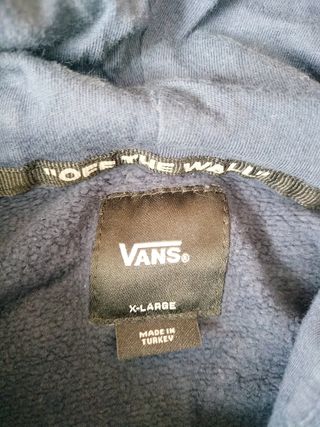 "OFF THE WALL"
VANS®
X-LARGE
MADE IN
TURKEY